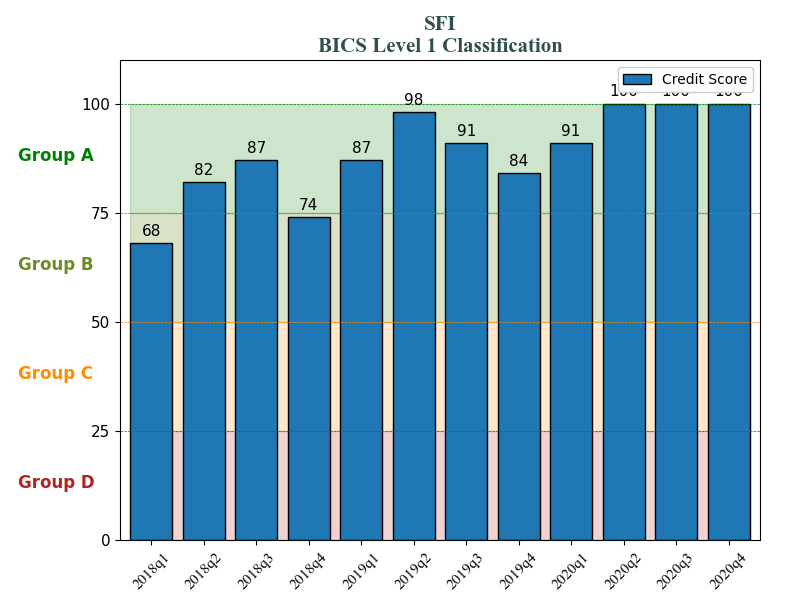 SFI
BICS Level 1 Classification
Credit Score
100
75
50
25
0
Group A
Group B
Group C
Group D
68
82
87
74
87
98
91
84
91
100
100
100
2018q1
2018q2
2018q3
2018q4
2019q1
2019q2
2019q3
2019q4
2020q1
2020q2
2020q3
2020q4